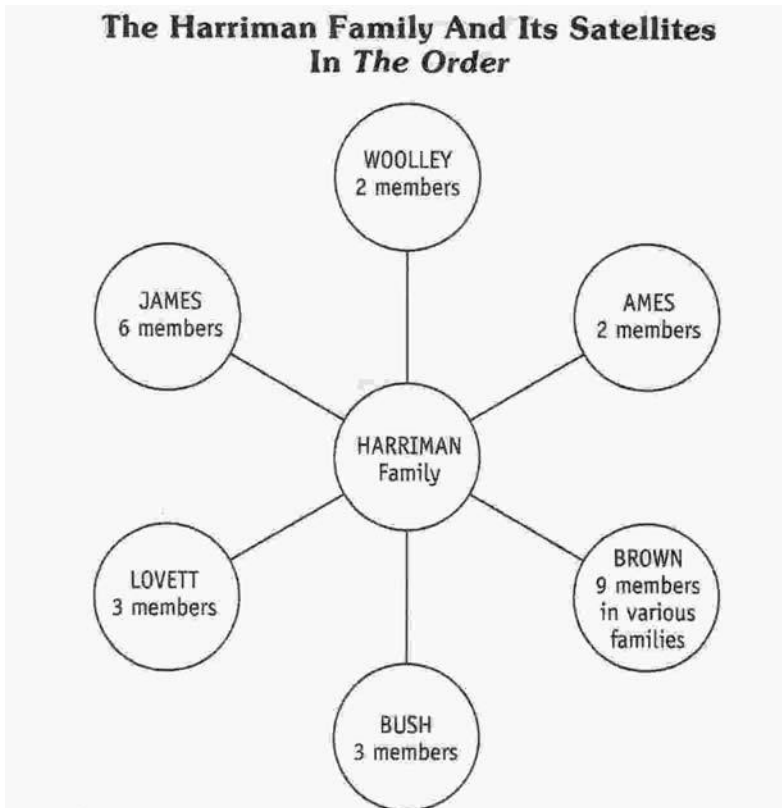 The Harriman Family And Its Satellites
In The Order
WOOLLEY
2 members
JAMES
6 members
AMES
2 members
HARRIMAN
Family
LOVETT
3 members
BROWN
9 members
in various
families
BUSH
3 members